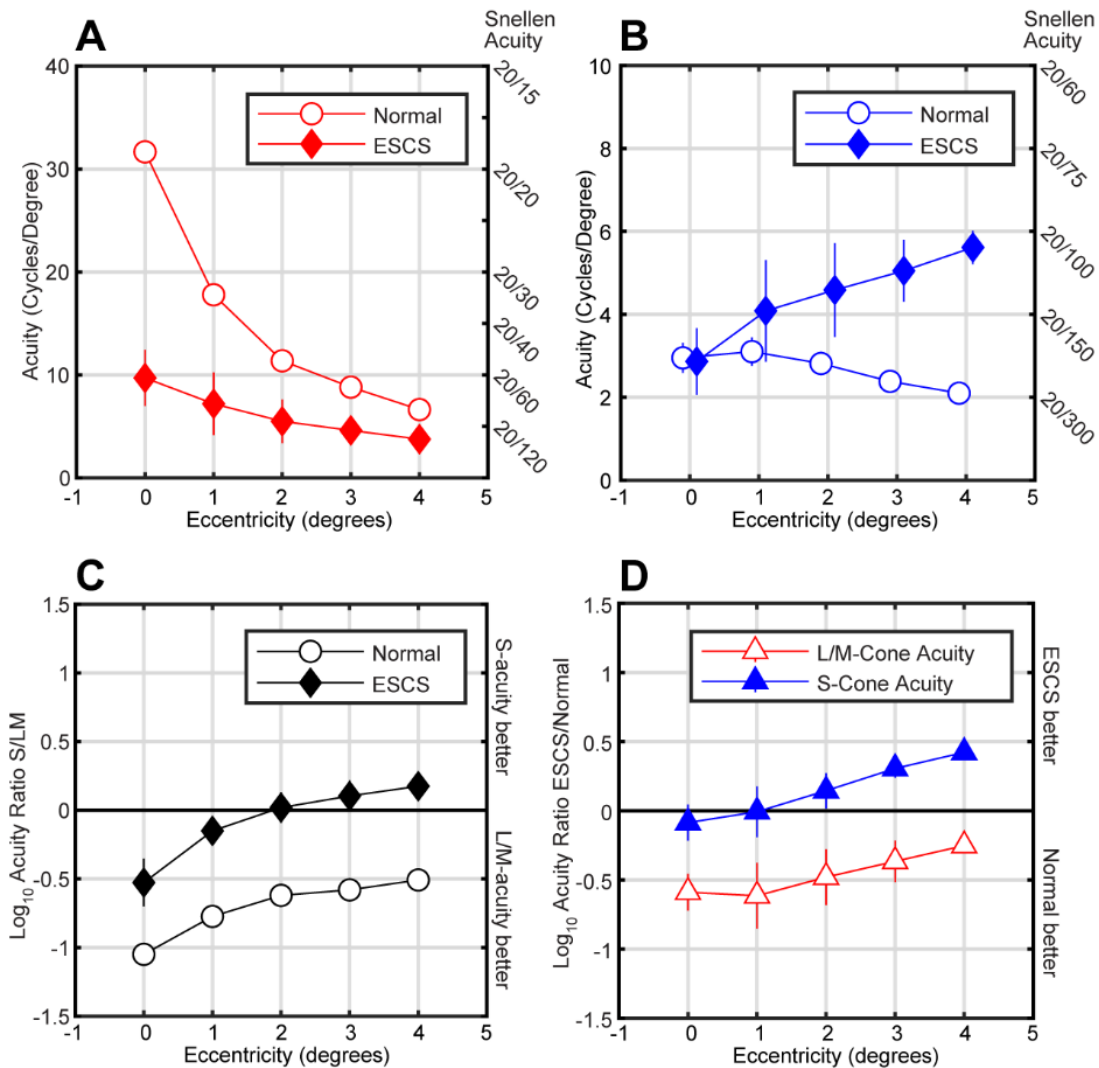 A
Snellen
Acuity
40
30
20
10
0
Acuity (Cycles/Degree)
Normal
ESCS
20/15
20/20
20/30
20/40
20/60
20/120
-1 0 1 2 3 4 5
Eccentricity (degrees)
B
Snellen
Acuity
10
8
6
4
2
0
Acuity (Cycles/Degree)
Normal
ESCS
20/60
20/75
20/100
20/150
20/300
-1 0 1 2 3 4 5
Eccentricity (degrees)
C
1.5
1
0.5
0
-0.5
-1
-1.5
Log10 Acuity Ratio S/LM
Normal
ESCS
S-acuity better
L/M-acuity better
-1 0 1 2 3 4 5
Eccentricity (degrees)
D
1.5
1
0.5
0
-0.5
-1
-1.5
Log10 Acuity Ratio ESCS/Normal
L/M-Cone Acuity
S-Cone Acuity
ESCS better
Normal better
-1 0 1 2 3 4 5
Eccentricity (degrees)